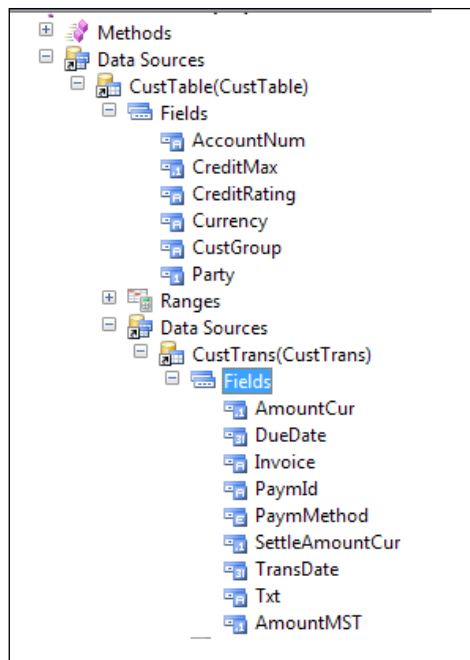 Methods
Data Sources
CustTable(CustTable)
Fields
AccountNum
CreditMax
CreditRating
Currency
CustGroup
Party
Ranges
Data Sources
CustTrans(CustTrans)
Fields
AmountCur
DueDate
Invoice
PaymId
PaymMethod
SettleAmountCur
TransDate
Txt
AmountMST